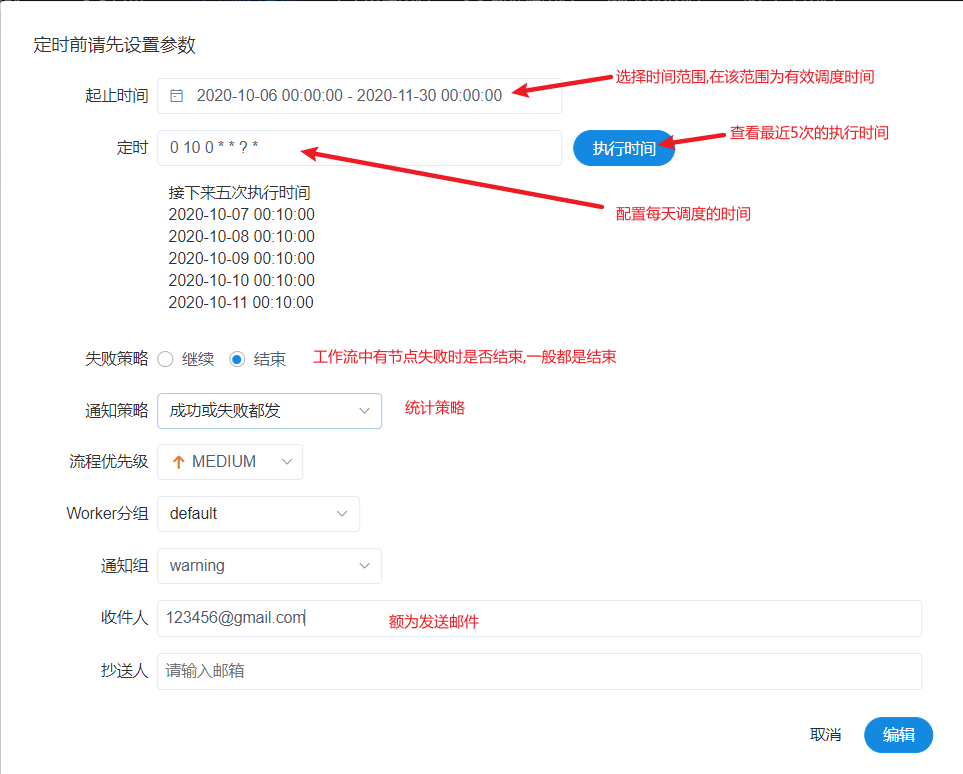 定时前请先设置参数
起止时间 2020-10-06 00:00:00 - 2020-11-30 00:00:00 选择时间范围,在该范围为有效调度时间
定时 0 10 0 * * ? * 执行时间 查看最近5次的执行时间
接下来五次执行时间
2020-10-07 00:10:00 配置每天调度的时间
2020-10-08 00:10:00
2020-10-09 00:10:00
2020-10-10 00:10:00
2020-10-11 00:10:00
失败策略 继续 结束 工作流中有节点失败时是否结束,一般都是结束
通知策略 成功或失败都发 统计策略
流程优先级 MEDIUM
Worker分组 default
通知组 warning
收件人 123456@gmail.com 额为发送邮件
抄送人 请输入邮箱
取消 编辑